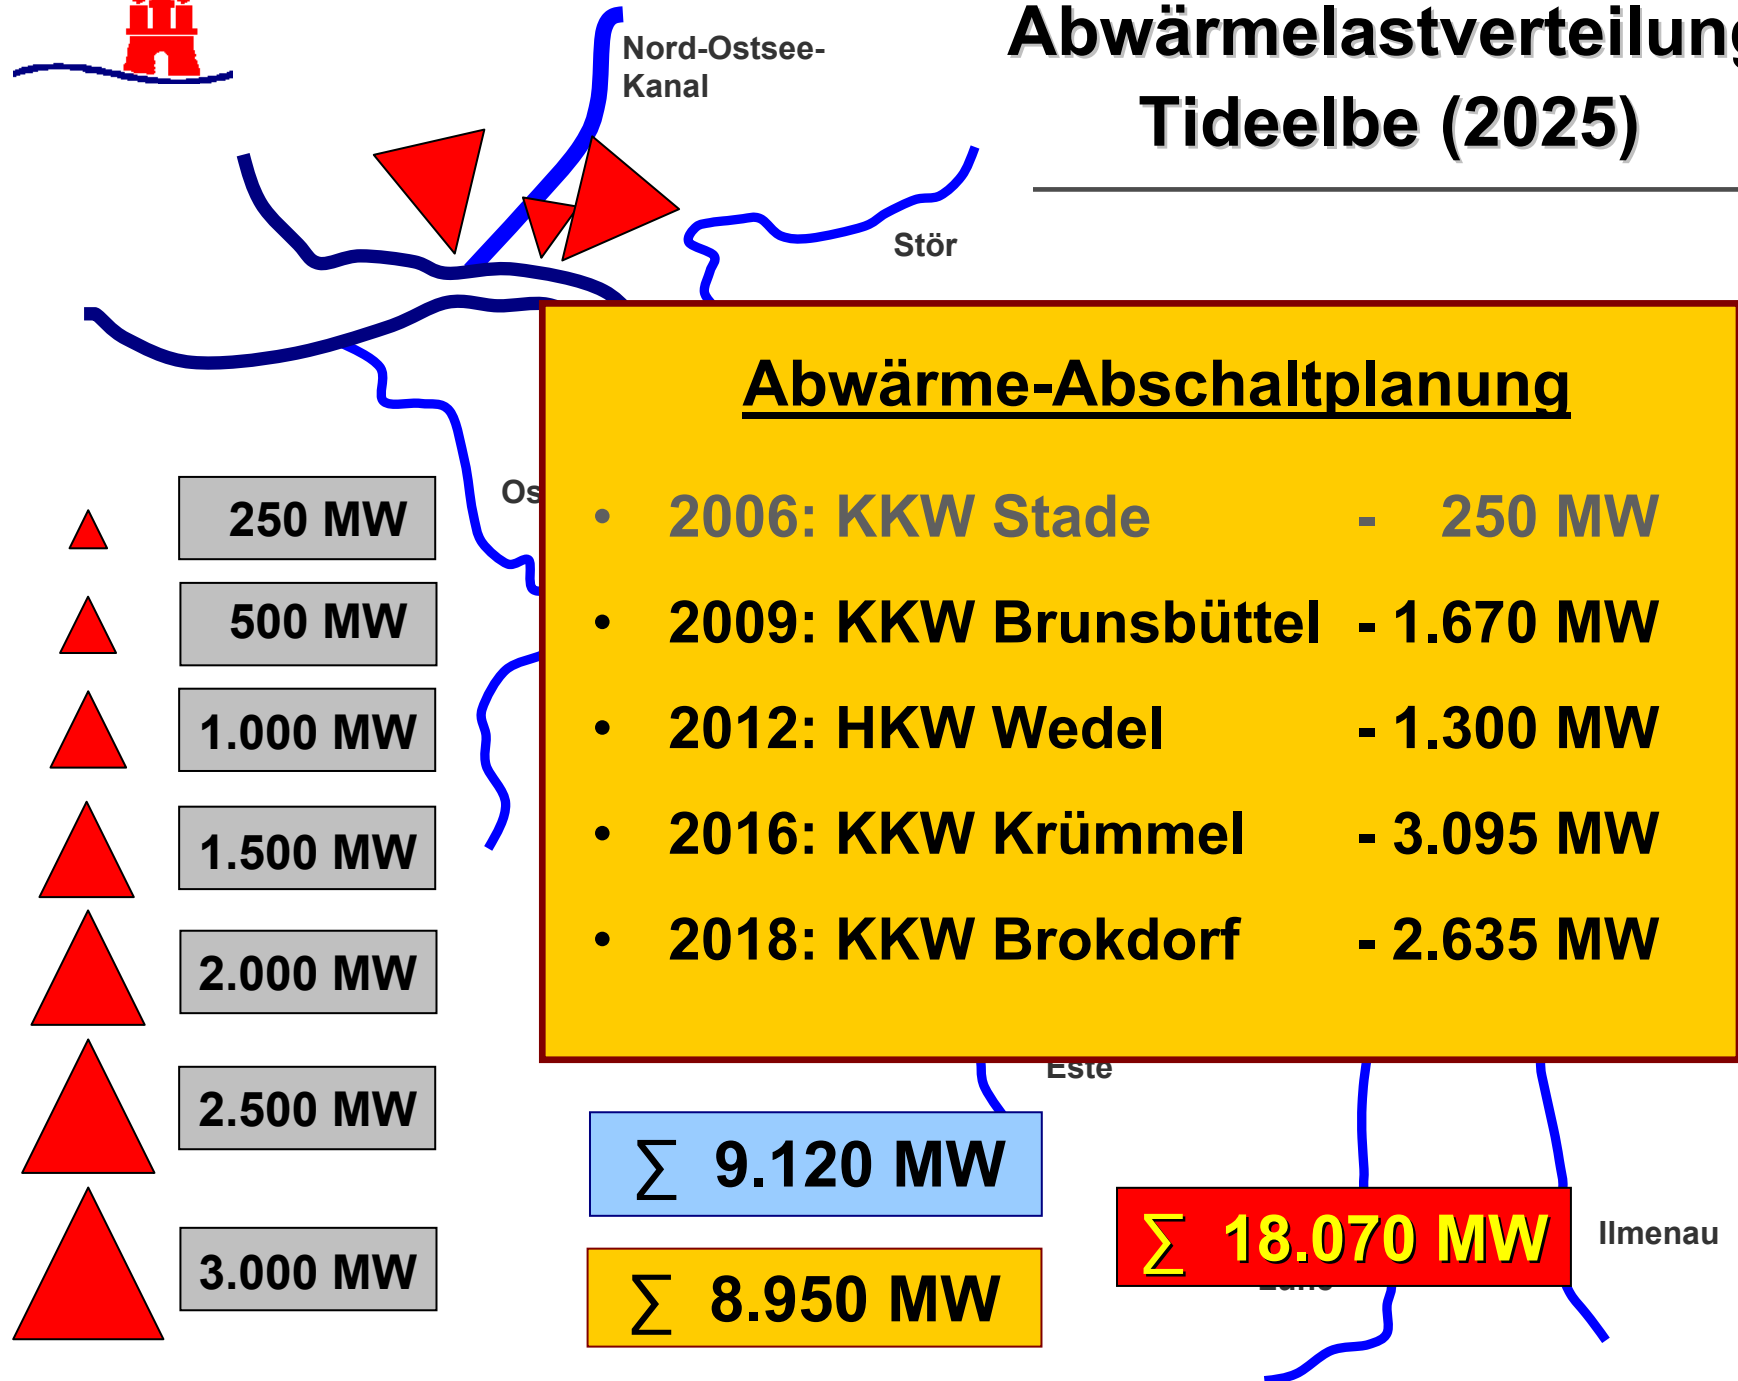 Abwärmelastverteilung
Tideelbe (2025)
Nord-Ostsee-
Kanal
Stör
Os
Abwärme-Abschaltplanung
• 2006: KKW Stade - 250 MW
• 2009: KKW Brunsbüttel - 1.670 MW
• 2012: HKW Wedel - 1.300 MW
• 2016: KKW Krümmel - 3.095 MW
• 2018: KKW Brokdorf - 2.635 MW
250 MW
500 MW
1.000 MW
1.500 MW
2.000 MW
2.500 MW
3.000 MW
Este
∑ 9.120 MW
∑ 8.950 MW
∑ 18.070 MW
Ilmenau